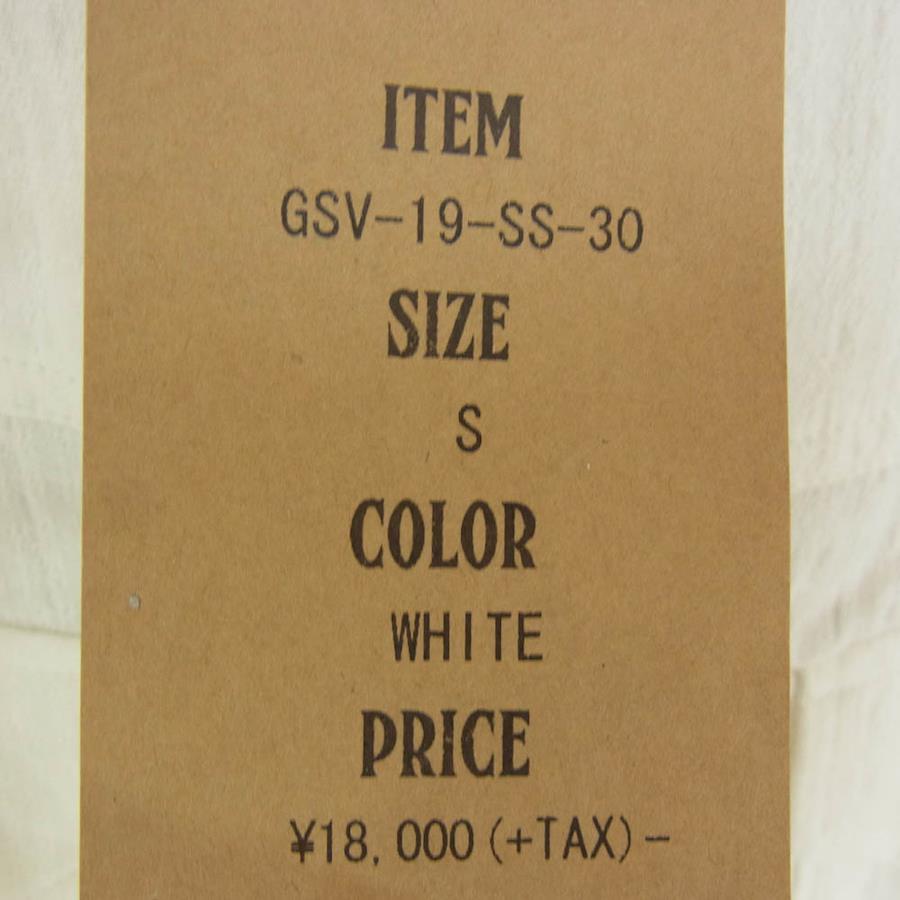 ITEM
GSV-19-SS-30
SIZE
S
COLOR
WHITE
PRICE
¥18,000(+TAX)-